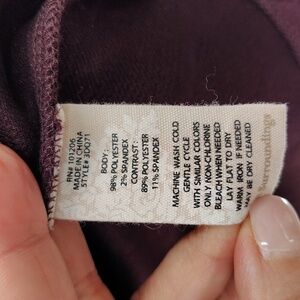 RN# 101206
MADE IN CHINA
STYLE# 3D071
BODY:
98% POLYESTER
2% SPANDEX
CONTRAST:
89% POLYESTER
11% SPANDEX
MACHINE WASH COLD
GENTLE CYCLE
WITH SIMILAR COLORS
ONLY NON-CHLORINE
BLEACH WHEN NEEDED
LAY FLAT TO DRY
WARM IRON IF NEEDED
MAY BE DRY CLEANED